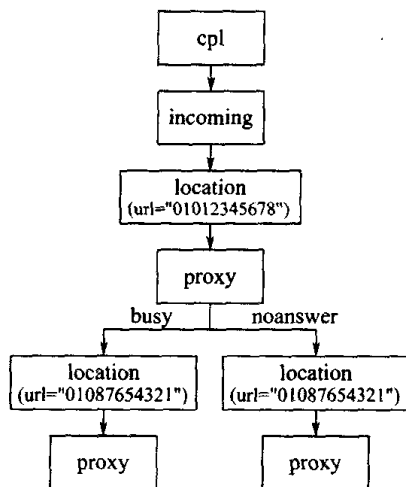 cpl
incoming
location
(url="01012345678")
proxy
busy noanswer
location location
(url="01087654321") (url="01087654321")
proxy proxy